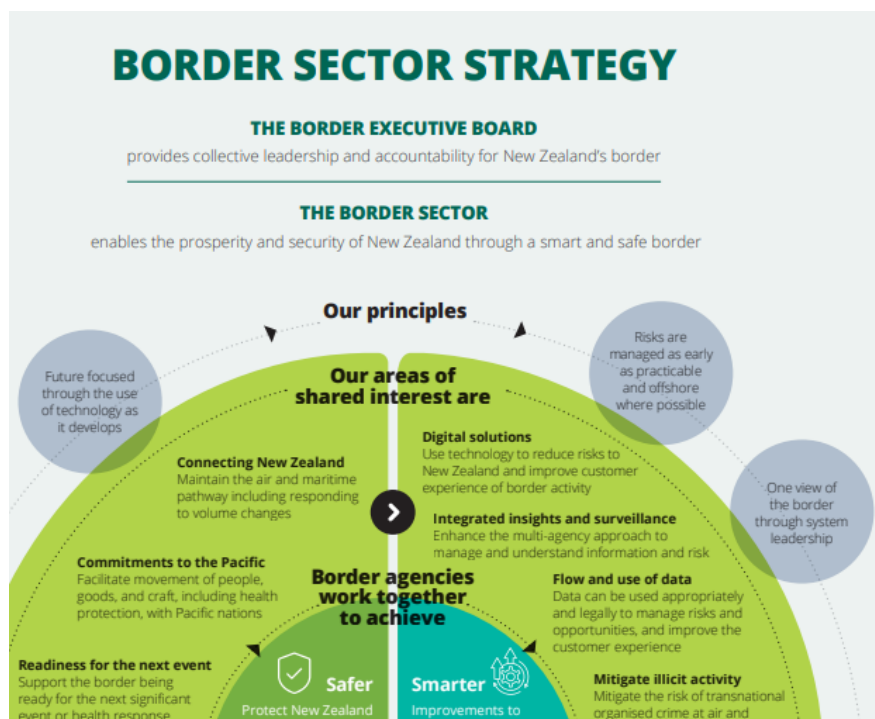 BORDER SECTOR STRATEGY
THE BORDER EXECUTIVE BOARD
provides collective leadership and accountability for New Zealand's border
THE BORDER SECTOR
enables the prosperity and security of New Zealand through a smart and safe border
Our principles
Future focused
through the use
of technology as
it develops
Risks are
managed as early
as practicable
and offshore
where possible
One view of
the border
through system
leadership
Our areas of
shared interest are
Connecting New Zealand
Maintain the air and maritime
pathway including responding
to volume changes
Commitments to the Pacific
Facilitate movement of people,
goods, and craft, including health
protection, with Pacific nations
Readiness for the next event
Support the border being
ready for the next significant
event or health response
Digital solutions
Use technology to reduce risks to
New Zealand and improve customer
experience of border activity
Integrated insights and surveillance
Enhance the multi-agency approach to
manage and understand information and risk
Flow and use of data
Data can be used appropriately
and legally to manage risks and
opportunities, and improve the
customer experience
Mitigate illicit activity
Mitigate the risk of transnational
organised crime at air and
Border agencies
work together
to achieve
Safer
Protect New Zealand
Smarter
Improvements to